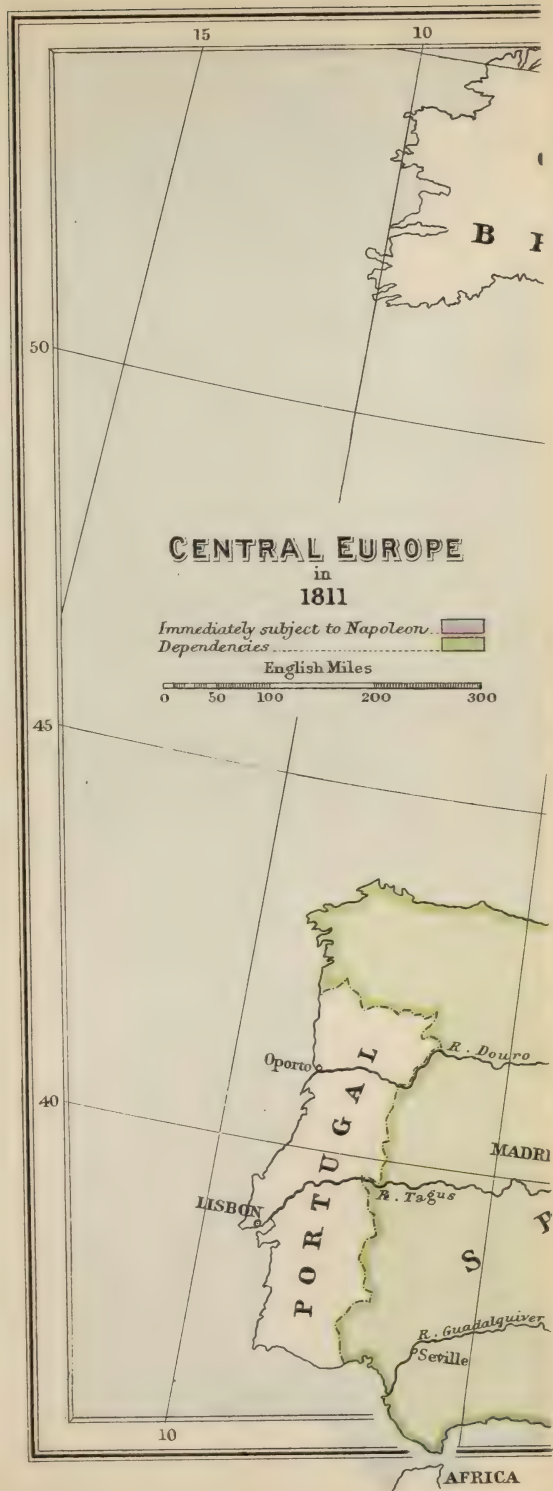 15 10
B
50
CENTRAL EUROPE
in
1811
Immediately subject to Napoleon
Dependencies
English Miles
0 50 100 200 300
45
R. Douro
Oporto
40
MADRI
LISBON
R. Tagus
PORTUGAL
S
R. Guadalquiver
Seville
10
AFRICA